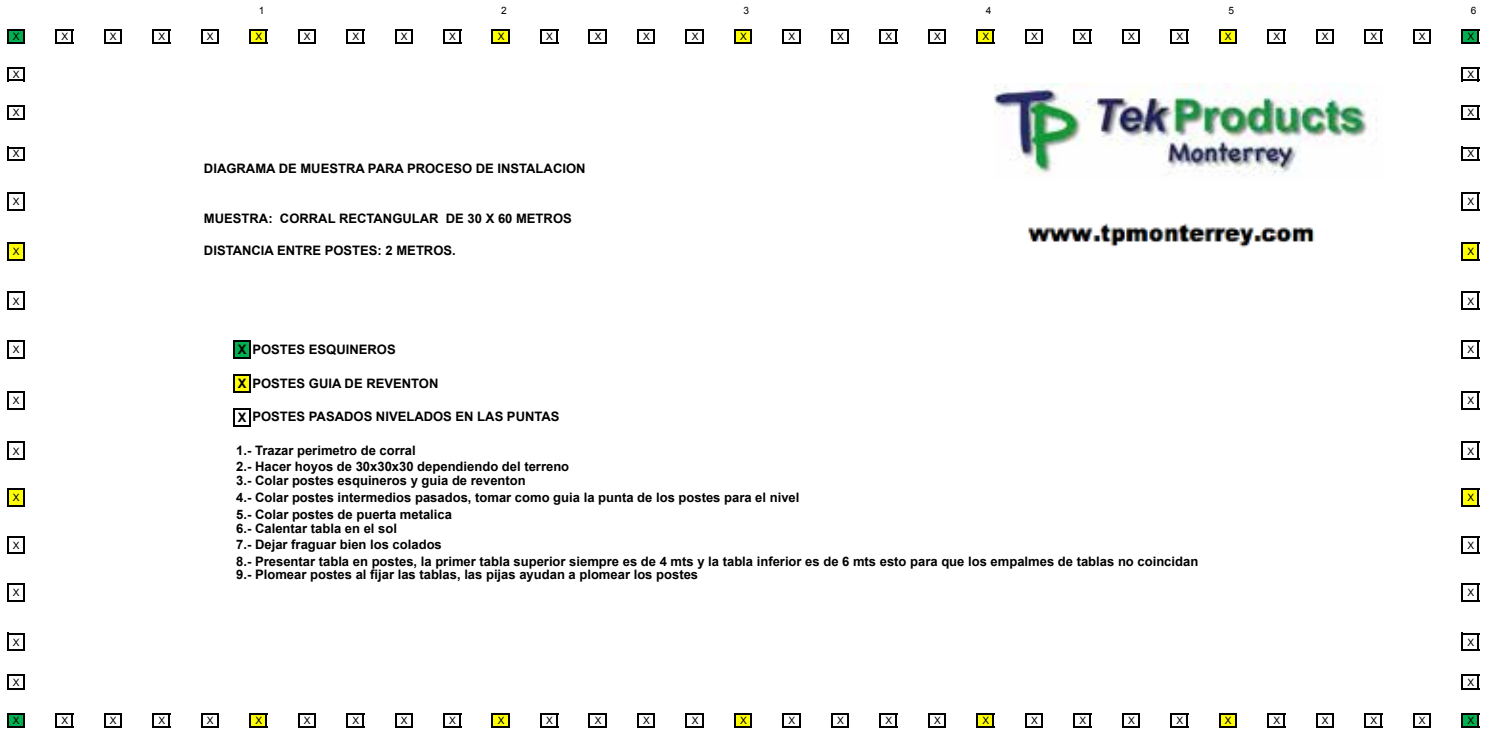 1 2 3 4 5 6
X X X X X X X X X X X X X X X X X X X X X X X X X X X X X X X
X X
X X
TP TekProducts
Monterrey
X X
DIAGRAMA DE MUESTRA PARA PROCESO DE INSTALACION
X X
MUESTRA: CORRAL RECTANGULAR DE 30 X 60 METROS
www.tpmonterrey.com
X DISTANCIA ENTRE POSTES: 2 METROS. X
X X
X X POSTES ESQUINEROS X
X POSTES GUIA DE REVENTON
X X
X POSTES PASADOS NIVELADOS EN LAS PUNTAS
X 1.- Trazar perimetro de corral X
2.- Hacer hoyos de 30x30x30 dependiendo del terreno
3.- Colar postes esquineros y guia de reventon
X 4.- Colar postes intermedios pasados, tomar como guia la punta de los postes para el nivel X
5.- Colar postes de puerta metalica
6.- Calentar tabla en el sol
X 7.- Dejar fraguar bien los colados X
8.- Presentar tabla en postes, la primer tabla superior siempre es de 4 mts y la tabla inferior es de 6 mts esto para que los empalmes de tablas no coincidan
9.- Plomear postes al fijar las tablas, las pijas ayudan a plomear los postes
X X
X X
X X
X X X X X X X X X X X X X X X X X X X X X X X X X X X X X X X